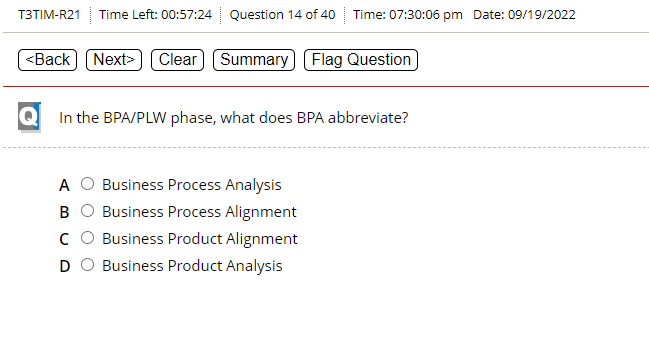 T3TIM-R21 Time Left: 00:57:24 Question 14 of 40 Time: 07:30:06 pm Date: 09/19/2022
<Back Next> Clear Summary Flag Question
Q In the BPA/PLW phase, what does BPA abbreviate?
A Business Process Analysis
B Business Process Alignment
C Business Product Alignment
D Business Product Analysis